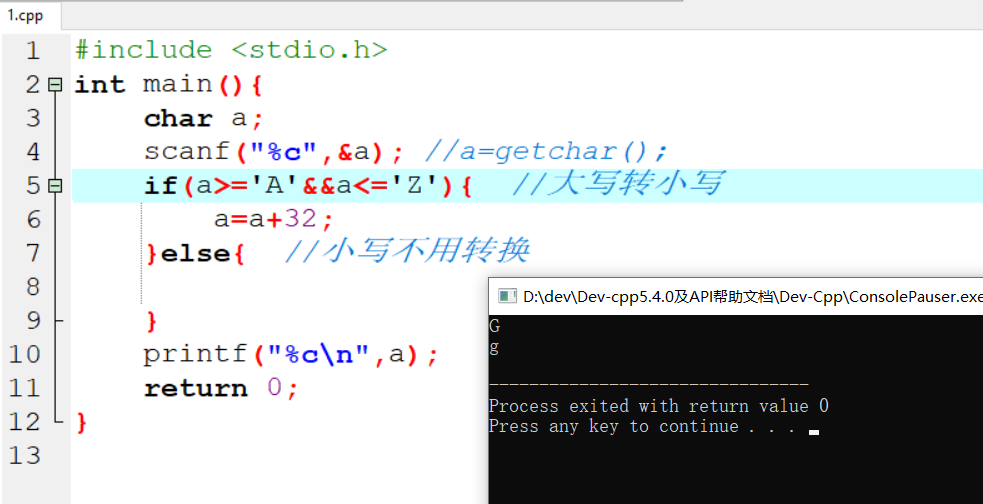 1.cpp
1 #include <stdio.h>
2 int main(){
3 char a;
4 scanf("%c",&a); //a=getchar();
5 if(a>='A'&&a<='Z'){ //大写转小写
6 a=a+32;
7 }else{ //小写不用转换
8
9 }
10 printf("%c\n",a);
11 return 0;
12 }
13
D:\dev\Dev-cpp5.4.0及API帮助文档\Dev-Cpp\ConsolePauser.exe
G
g
--------------------------------
Process exited with return value 0
Press any key to continue . . .